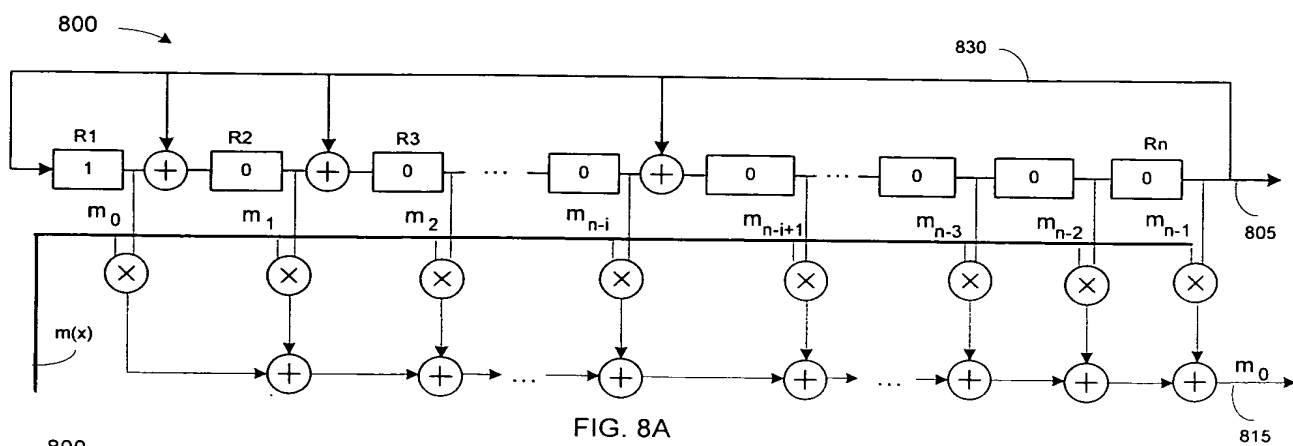 800
830
R1 R2 R3 Rn
1 + 0 + 0 ... 0 + 0 ... 0 0 0
m0 m1 m2 mn-i mn-i+1 mn-3 mn-2 mn-1
805
× × × × × × × ×
m(x)
+ + ... + + ... + + + m0
815
FIG. 8A